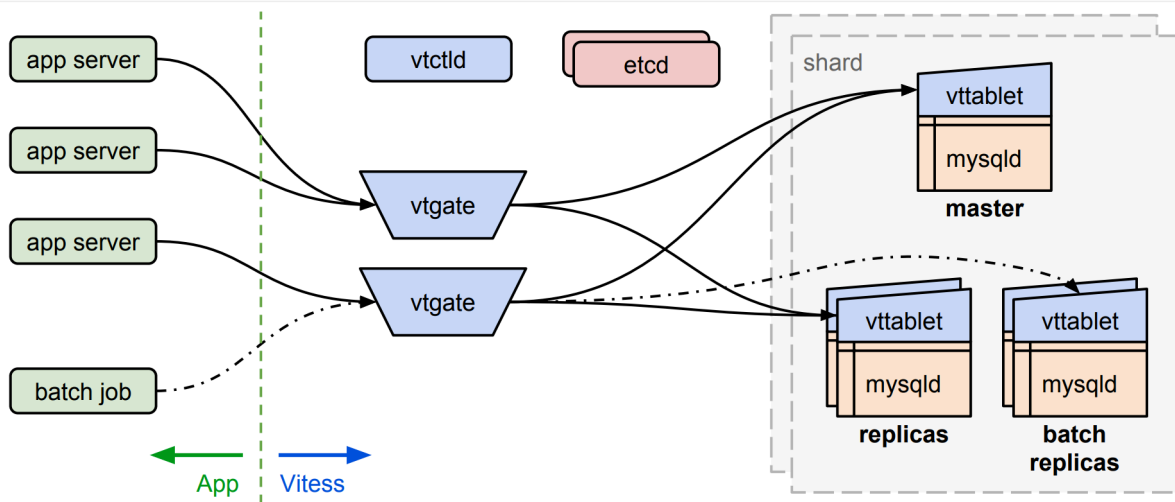 app server
vtctld
etcd
shard
vttablet
mysqld
master
app server
vtgate
app server
vtgate
vttablet
mysqld
replicas
vttablet
mysqld
batch
replicas
batch job
App
Vitess